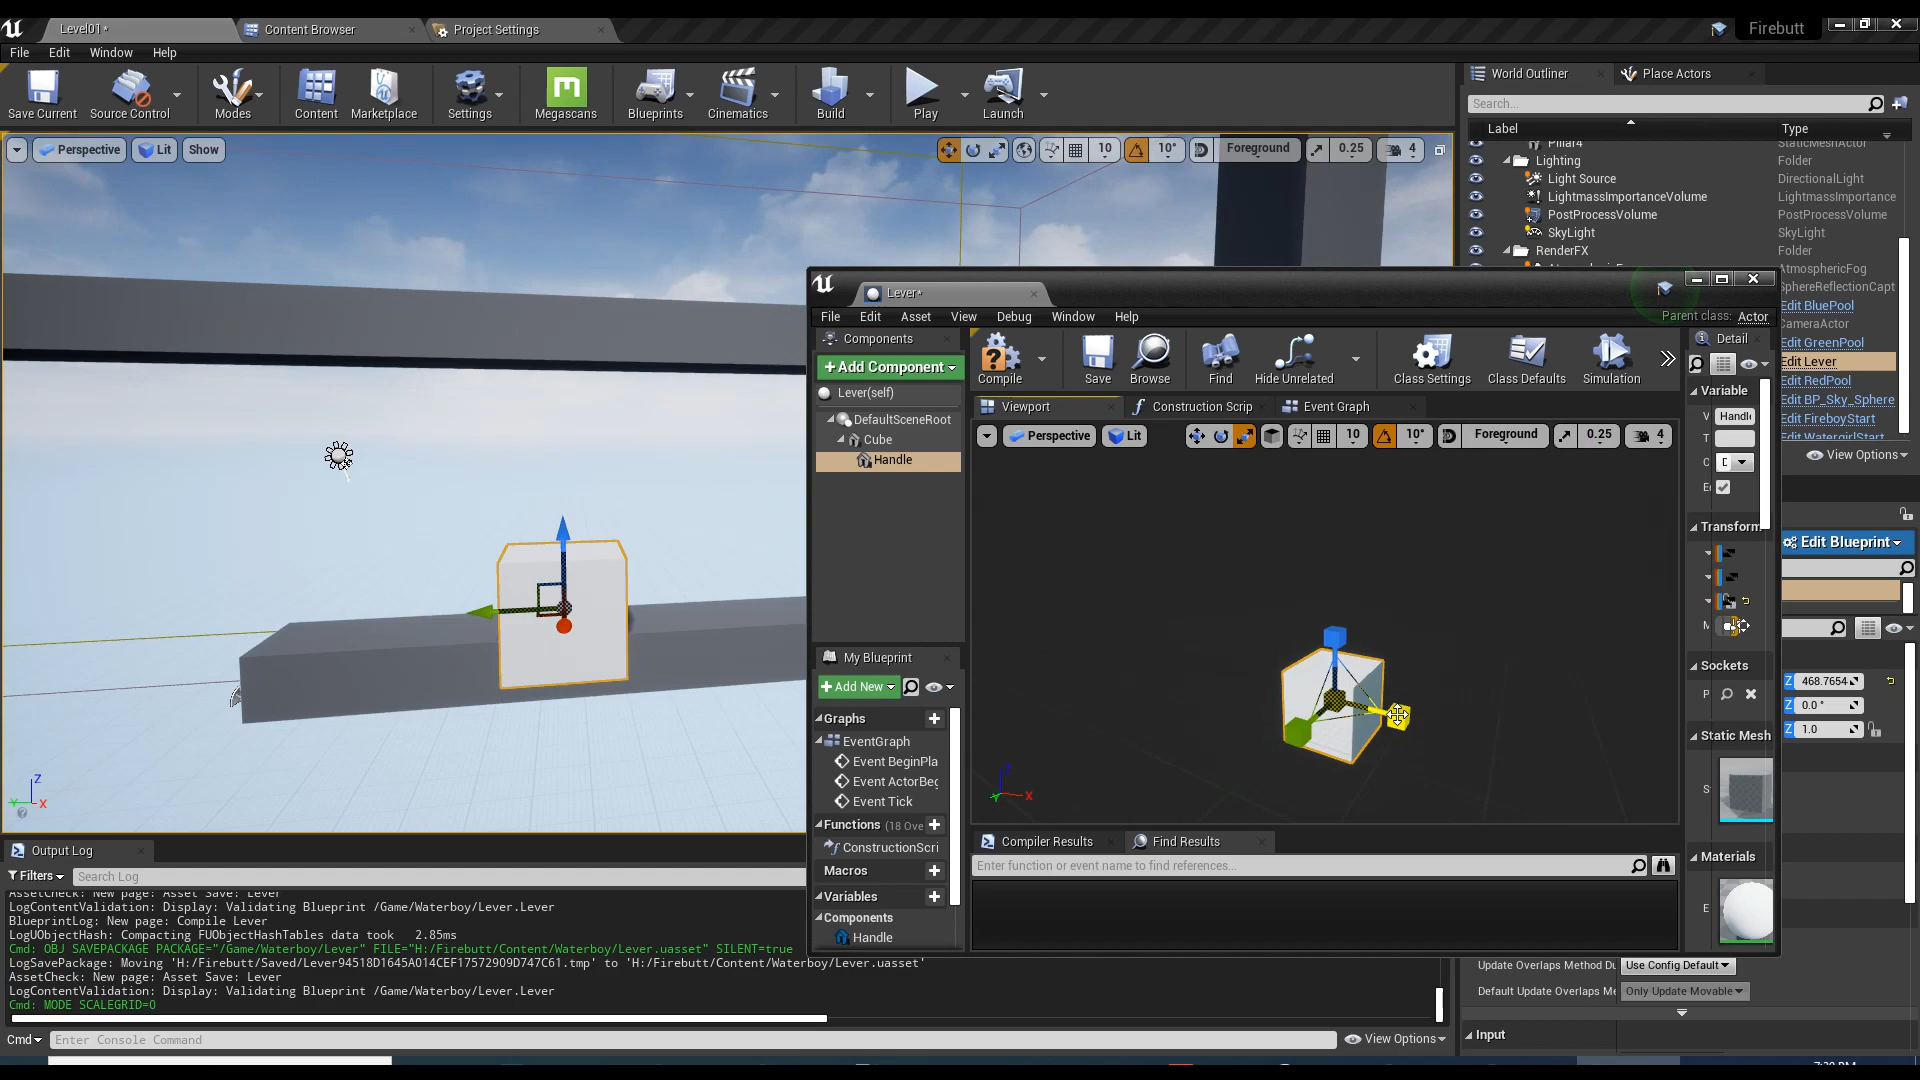 Level01*
Content Browser
Project Settings
Firebutt
File Edit Window Help
Save Current
Source Control
Modes
Content
Marketplace
Settings
Megascans
Blueprints
Cinematics
Build
Play
Launch
Perspective
Lit
Show
10
10°
Foreground
0.25
4
World Outliner
Place Actors
Search...
Label
Type
Pillar4 StaticMeshActor
Lighting Folder
Light Source DirectionalLight
LightmassImportanceVolume LightmassImportance
PostProcessVolume PostProcessVolume
SkyLight SkyLight
RenderFX Folder
AtmosphericFog
SphereReflectionCapt
Edit BluePool
CameraActor
Edit GreenPool
Edit Lever
Edit RedPool
Edit BP_Sky_Sphere
Edit FireboyStart
Edit WatergirlStart
View Options
Edit Blueprint
Z 468.7654
Z 0.0 °
Z 1.0
Lever*
File Edit Asset View Debug Window Help
Parent class: Actor
Components
+Add Component
Lever(self)
DefaultSceneRoot
Cube
Handle
Compile
Save
Browse
Find
Hide Unrelated
Class Settings
Class Defaults
Simulation
Viewport
Construction Scrip
Event Graph
Perspective
Lit
10
10°
Foreground
0.25
4
Detail
Variable
V Handl
T
Transform
M
Sockets
P
Static Mesh
S
Materials
E
My Blueprint
+Add New
Graphs
EventGraph
Event BeginPla
Event ActorBeg
Event Tick
Functions (18 Ove
ConstructionScri
Macros
Variables
Components
Handle
Compiler Results
Find Results
Enter function or event name to find references...
Z
Y
X
Output Log
Filters
Search Log
AssetCheck: New page: Asset Save: Lever
LogContentValidation: Display: Validating Blueprint /Game/Waterboy/Lever.Lever
BlueprintLog: New page: Compile Lever
LogUObjectHash: Compacting FUObjectHashTables data took   2.85ms
Cmd: OBJ SAVEPACKAGE PACKAGE="/Game/Waterboy/Lever" FILE="H:/Firebutt/Content/Waterboy/Lever.uasset" SILENT=true
LogSavePackage: Moving 'H:/Firebutt/Saved/Lever94518D1645A014CEF17572909D747C61.tmp' to 'H:/Firebutt/Content/Waterboy/Lever.uasset'
AssetCheck: New page: Asset Save: Lever
LogContentValidation: Display: Validating Blueprint /Game/Waterboy/Lever.Lever
Cmd: MODE SCALEGRID=0
Cmd
Enter Console Command
View Options
Update Overlaps Method Du Use Config Default
Default Update Overlaps Me Only Update Movable
Input